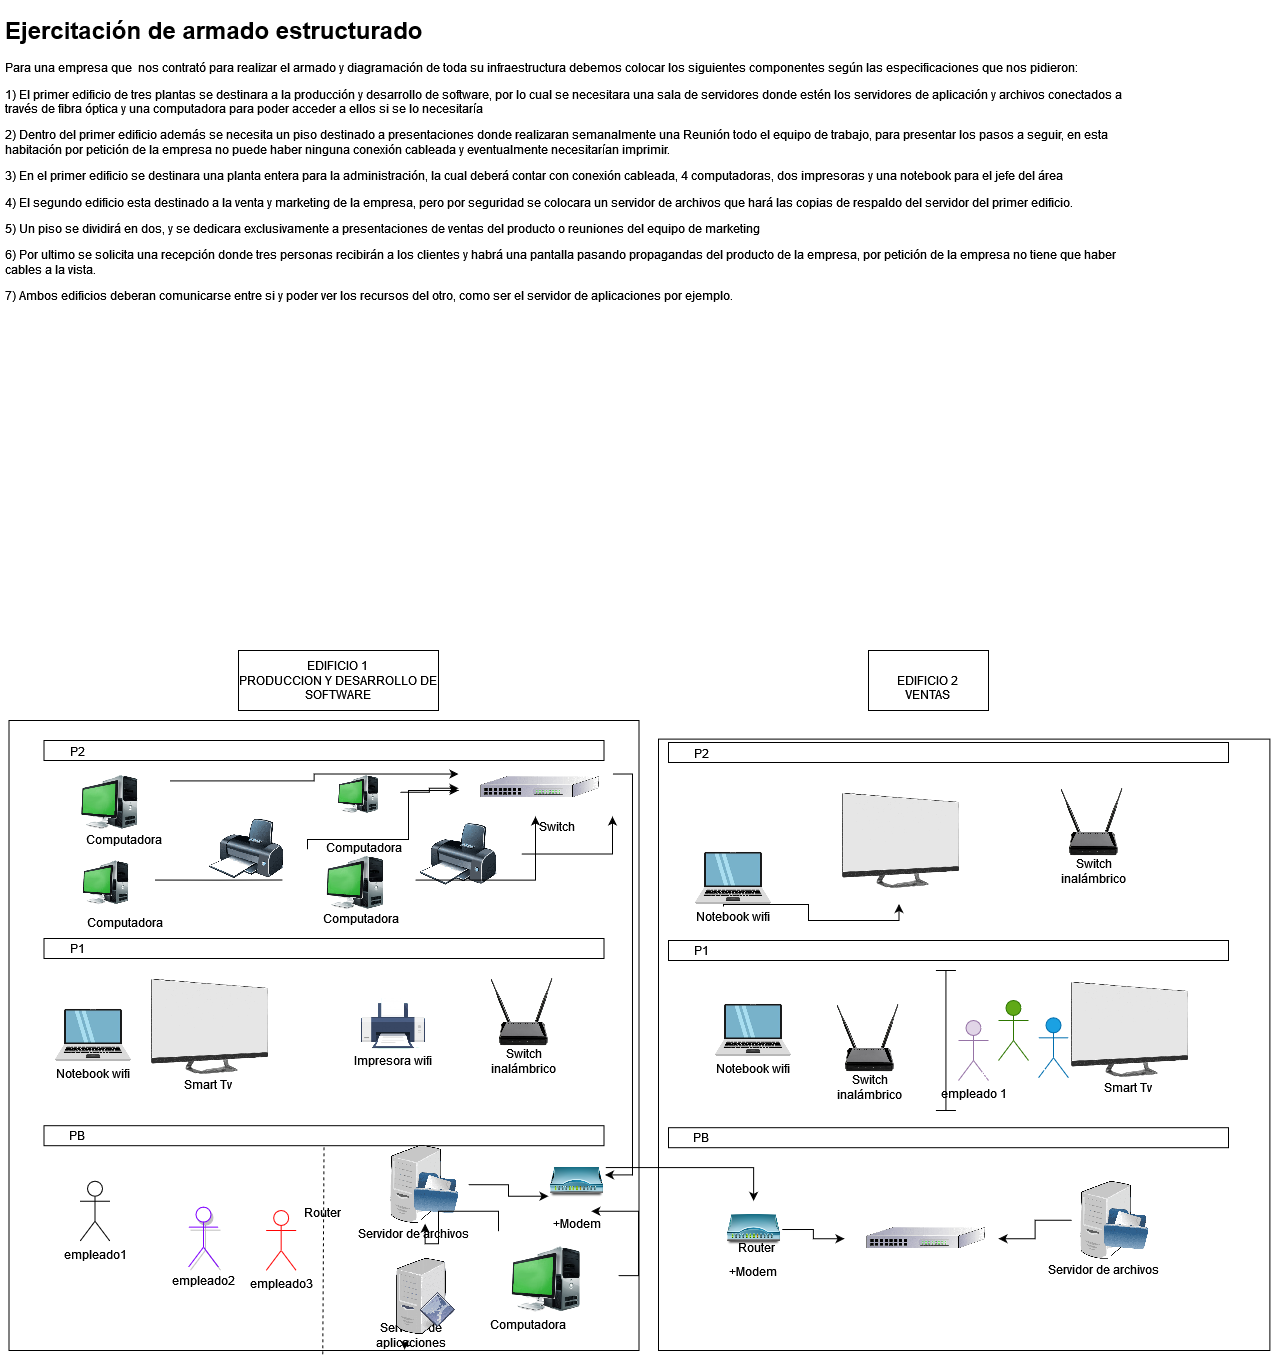 Ejercitación de armado estructurado
Para una empresa que  nos contrató para realizar el armado y diagramación de toda su infraestructura debemos colocar los siguientes componentes según las especificaciones que nos pidieron:
1) El primer edificio de tres plantas se destinara a la producción y desarrollo de software, por lo cual se necesitara una sala de servidores donde estén los servidores de aplicación y archivos conectados a
través de fibra óptica y una computadora para poder acceder a ellos si se lo necesitaría
2) Dentro del primer edificio además se necesita un piso destinado a presentaciones donde realizaran semanalmente una Reunión todo el equipo de trabajo, para presentar los pasos a seguir, en esta
habitación por petición de la empresa no puede haber ninguna conexión cableada y eventualmente necesitarían imprimir.
3) En el primer edificio se destinara una planta entera para la administración, la cual deberá contar con conexión cableada, 4 computadoras, dos impresoras y una notebook para el jefe del área
4) El segundo edificio esta destinado a la venta y marketing de la empresa, pero por seguridad se colocara un servidor de archivos que hará las copias de respaldo del servidor del primer edificio.
5) Un piso se dividirá en dos, y se dedicara exclusivamente a presentaciones de ventas del producto o reuniones del equipo de marketing
6) Por ultimo se solicita una recepción donde tres personas recibirán a los clientes y habrá una pantalla pasando propagandas del producto de la empresa, por petición de la empresa no tiene que haber
cables a la vista.
7) Ambos edificios deberan comunicarse entre si y poder ver los recursos del otro, como ser el servidor de aplicaciones por ejemplo.
EDIFICIO 1
PRODUCCION Y DESARROLLO DE
SOFTWARE
P2
Computadora
Computadora
Switch
Computadora
Computadora
P1
Notebook wifi
Smart Tv
Impresora wifi
Switch
inalámbrico
PB
empleado1
empleado2
empleado3
Router
Servidor de archivos
+Modem
Computadora
Servidor de
aplicaciones
EDIFICIO 2
VENTAS
P2
Notebook wifi
Switch
inalámbrico
P1
Notebook wifi
Switch
inalámbrico
empleado 1
Smart Tv
PB
Router
+Modem
Servidor de archivos